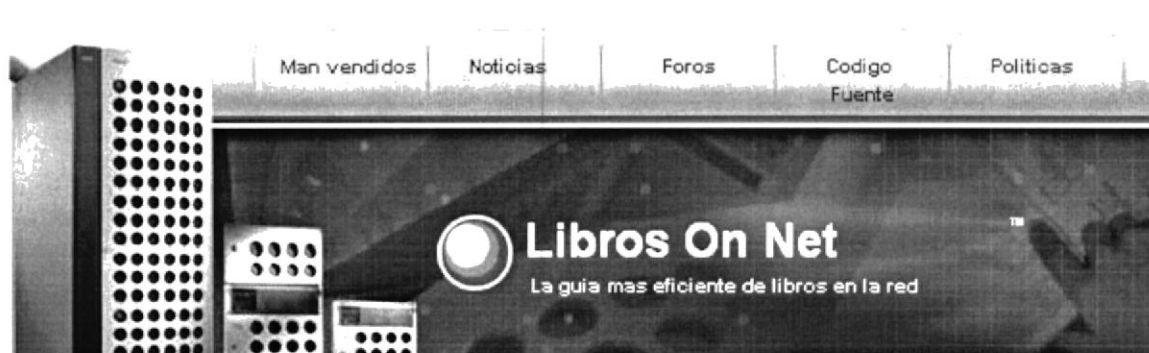 Man vendidos
Noticias
Foros
Codigo
Fuente
Politicas
Libros On Net ™
La guia mas eficiente de libros en la red